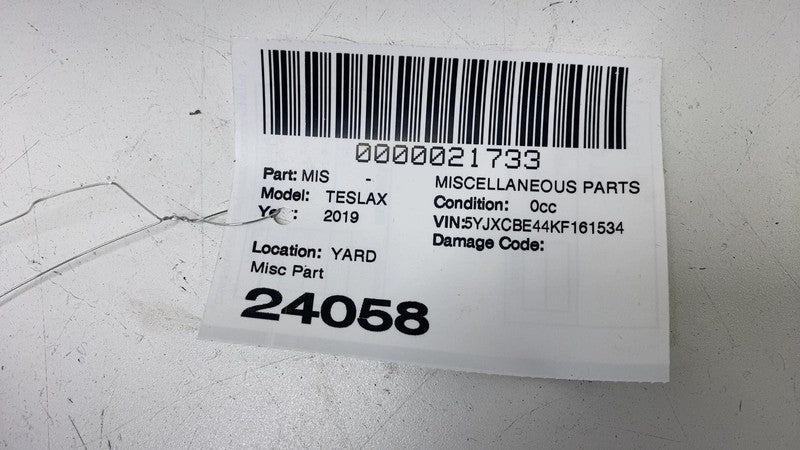 0000021733
Part: MIS - MISCELLANEOUS PARTS
Model: TESLAX Condition: 0cc
2019 VIN:5YJXCBE44KF161534
Damage Code:
Location: YARD
Misc Part
24058